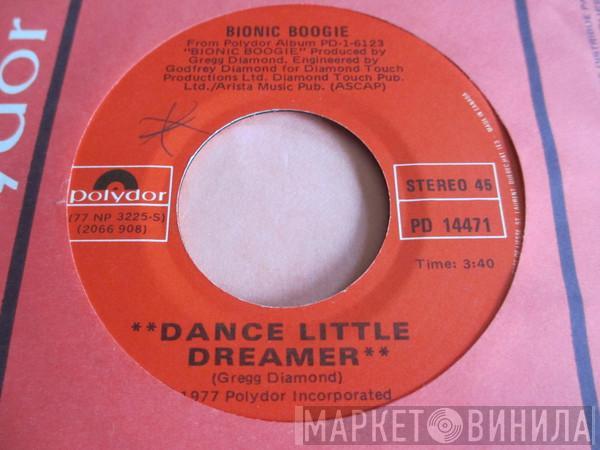 BIONIC BOOGIE
From Polydor Album PD-1-6123
"BIONIC BOOGIE" Produced by
Gregg Diamond. Engineered by
Godfrey Diamond for Diamond Touch
Productions Ltd. Diamond Touch Pub.
Ltd./Arista Music Pub. (ASCAP)
polydor
(77 NP 3225-S)
(2066 908)
STEREO 45
PD 14471
Time: 3:40
**DANCE LITTLE
DREAMER**
(Gregg Diamond)
1977 Polydor Incorporated
МАРКЕТ ВИНИЛА